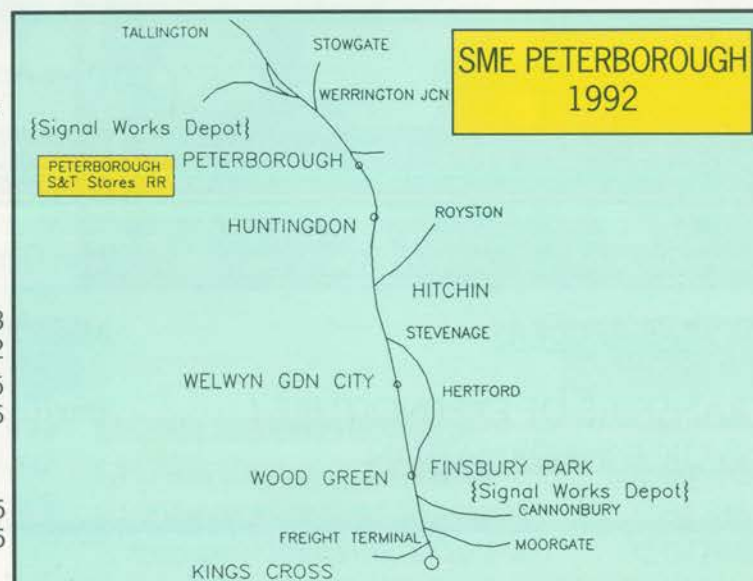 TALLINGTON
STOWGATE
SME PETERBOROUGH
1992
WERRINGTON JCN
{Signal Works Depot}
PETERBOROUGH
PETERBOROUGH
S&T Stores RR
HUNTINGDON
ROYSTON
HITCHIN
STEVENAGE
WELWYN GDN CITY
HERTFORD
WOOD GREEN
FINSBURY PARK
{Signal Works Depot}
CANNONBURY
FREIGHT TERMINAL
MOORGATE
KINGS CROSS